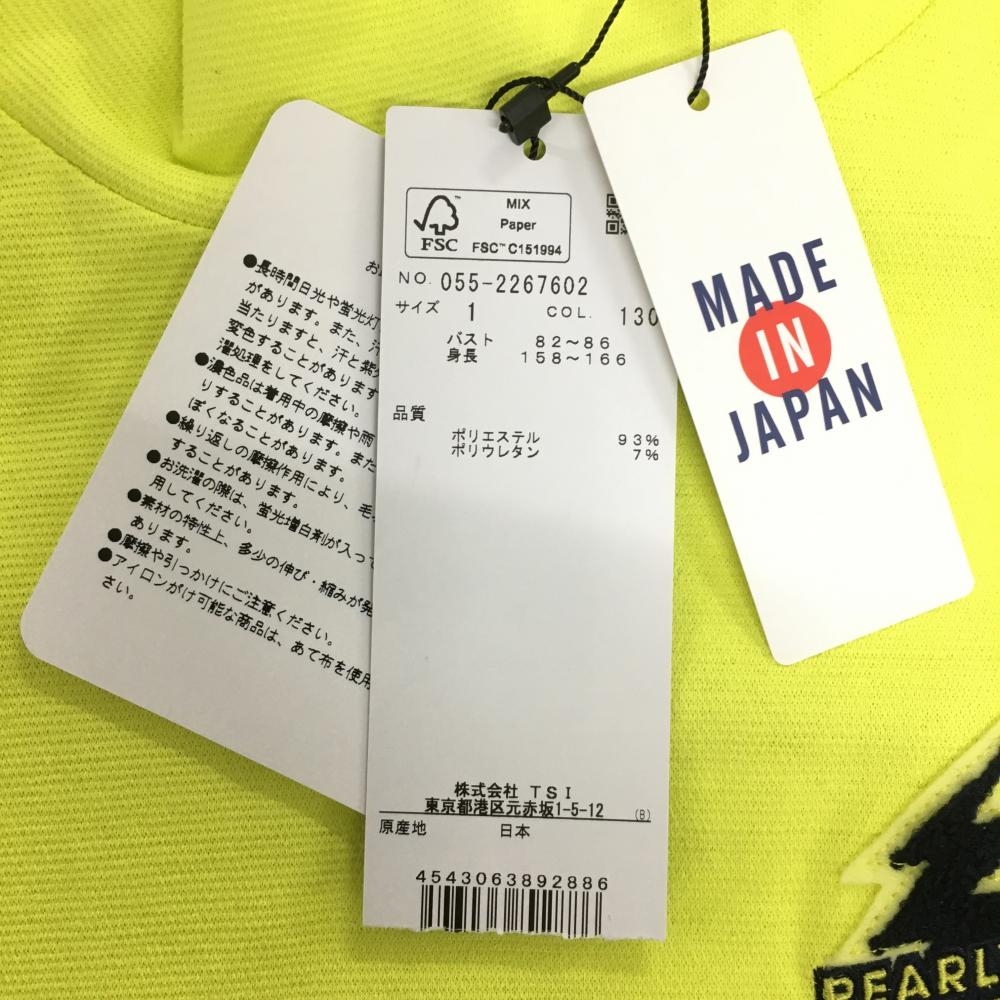 お
●長時間日光や蛍光灯
があります。また、汗
当たりますと、汗と紫
変色することがあります
濯処理をしてください。
●濃色品は着用中の摩擦や雨
りすることがあります。また
ぽくなることがあります。
●繰り返しの摩擦作用により、毛
することがあります。
●お洗濯の際は、蛍光増白剤が入って
用してください。
●素材の特性上、多少の伸び・縮みが発
あります。
●摩擦や引っかけにご注意ください。
●アイロンがけ可能な商品は、あて布を使用
さい。
FSC
MIX
Paper
FSC™ C151994
NO. 055-2267602
サイズ 1 COL. 130
バスト 82～86
身長 158～166
品質
ポリエステル 93%
ポリウレタン 7%
株式会社 TSI
東京都港区元赤坂1-5-12 (B)
原産地 日本
4543063892886
MADE
IN
JAPAN
PEARLY